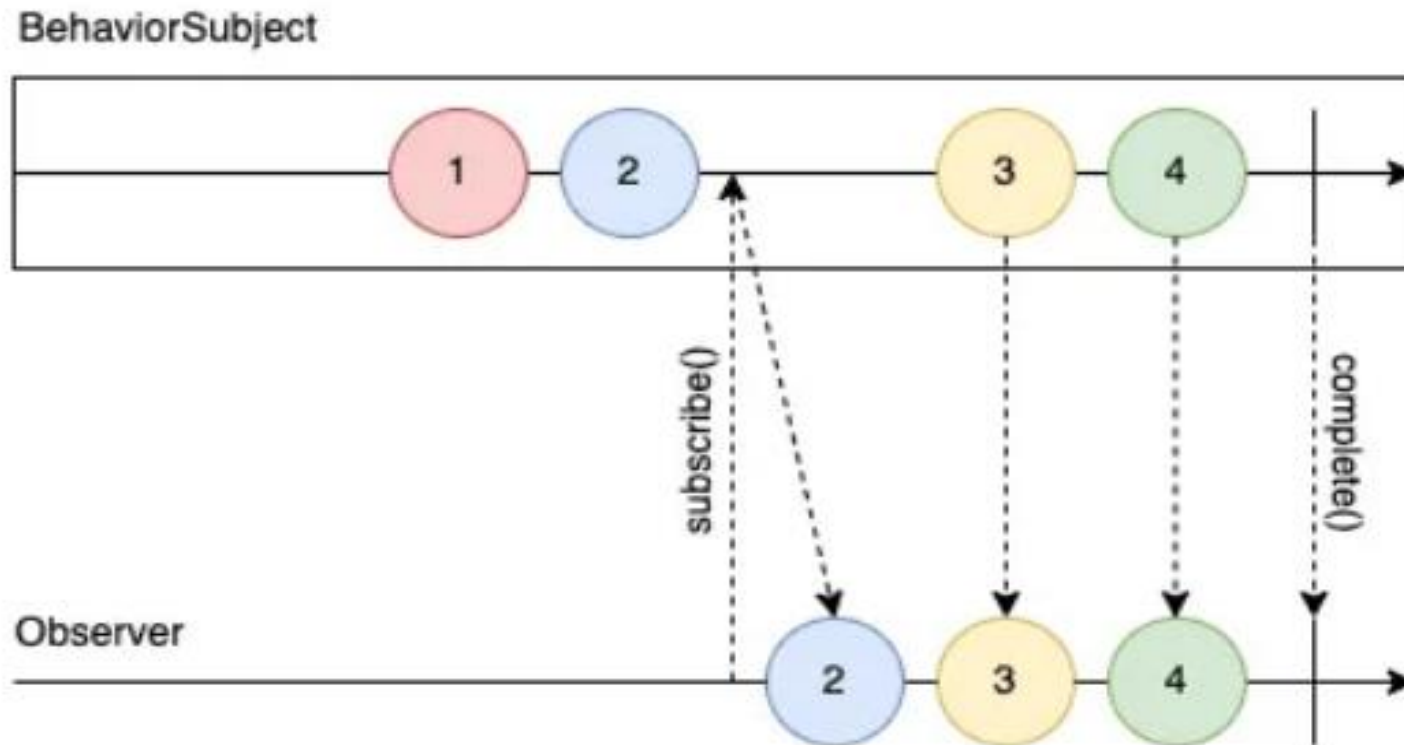 BehaviorSubject
1 2 3 4
subscribe()
complete()
Observer
2 3 4